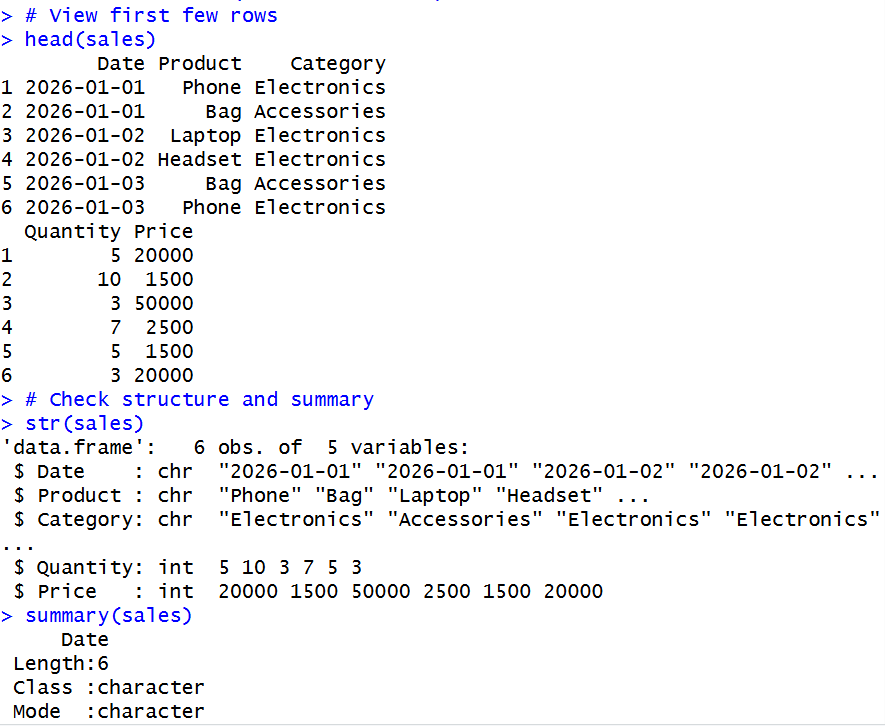 > # View first few rows
> head(sales)
        Date Product    Category
1 2026-01-01   Phone Electronics
2 2026-01-01     Bag Accessories
3 2026-01-02  Laptop Electronics
4 2026-01-02 Headset Electronics
5 2026-01-03     Bag Accessories
6 2026-01-03   Phone Electronics
  Quantity Price
1        5 20000
2       10  1500
3        3 50000
4        7  2500
5        5  1500
6        3 20000
> # Check structure and summary
> str(sales)
'data.frame':   6 obs. of  5 variables:
 $ Date    : chr  "2026-01-01" "2026-01-01" "2026-01-02" "2026-01-02" ...
 $ Product : chr  "Phone" "Bag" "Laptop" "Headset" ...
 $ Category: chr  "Electronics" "Accessories" "Electronics" "Electronics"
...
 $ Quantity: int  5 10 3 7 5 3
 $ Price   : int  20000 1500 50000 2500 1500 20000
> summary(sales)
     Date
 Length:6
 Class :character
 Mode  :character